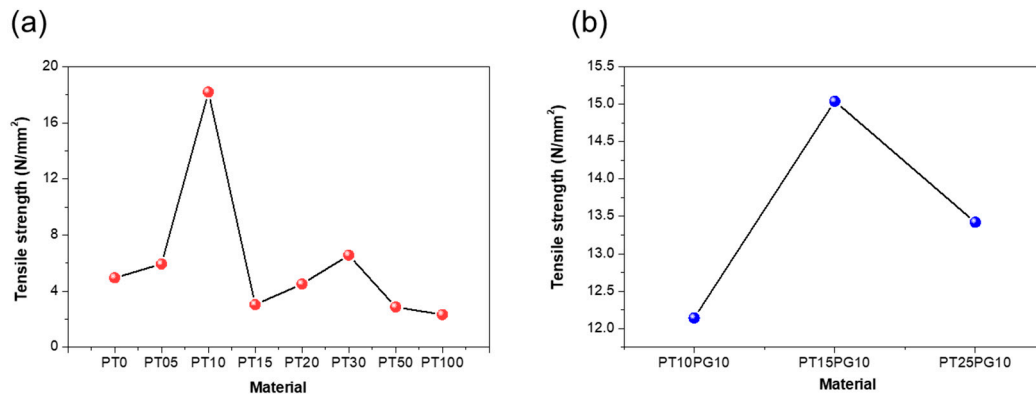 (a)
(b)
Tensile strength (N/mm²)
20
16
12
8
4
0
PT0 PT05 PT10 PT15 PT20 PT30 PT50 PT100
Material
Tensile strength (N/mm²)
15.5
15.0
14.5
14.0
13.5
13.0
12.5
12.0
PT10PG10 PT15PG10 PT25PG10
Material